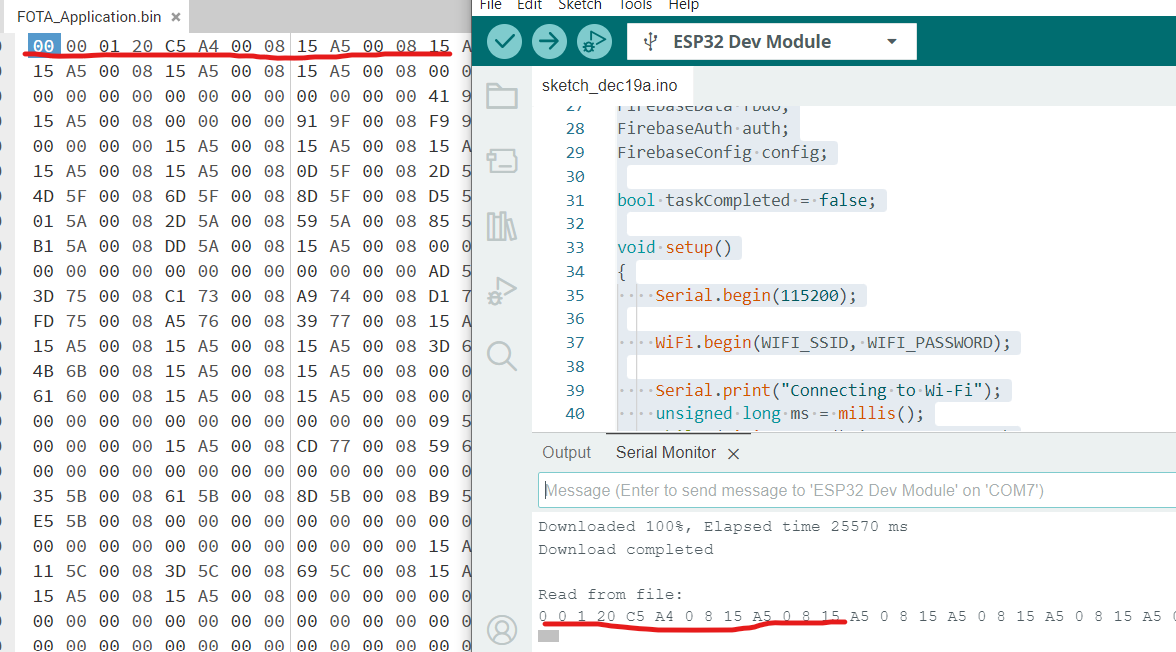 FOTA_Application.bin ×
00 00 01 20 C5 A4 00 08 15 A5 00 08 15 A
15 A5 00 08 15 A5 00 08 15 A5 00 08 00 0
00 00 00 00 00 00 00 00 00 00 00 00 41 9
15 A5 00 08 00 00 00 00 91 9F 00 08 F9 9
00 00 00 00 15 A5 00 08 15 A5 00 08 15 A
15 A5 00 08 15 A5 00 08 0D 5F 00 08 2D 5
4D 5F 00 08 6D 5F 00 08 8D 5F 00 08 D5 5
01 5A 00 08 2D 5A 00 08 59 5A 00 08 85 5
B1 5A 00 08 DD 5A 00 08 15 A5 00 08 00 0
00 00 00 00 00 00 00 00 00 00 00 00 AD 5
3D 75 00 08 C1 73 00 08 A9 74 00 08 D1 7
FD 75 00 08 A5 76 00 08 39 77 00 08 15 A
15 A5 00 08 15 A5 00 08 15 A5 00 08 3D 6
4B 6B 00 08 15 A5 00 08 15 A5 00 08 00 0
61 60 00 08 15 A5 00 08 15 A5 00 08 00 0
00 00 00 00 00 00 00 00 00 00 00 00 09 5
00 00 00 00 15 A5 00 08 CD 77 00 08 59 6
00 00 00 00 00 00 00 00 00 00 00 00 00 0
35 5B 00 08 61 5B 00 08 8D 5B 00 08 B9 5
E5 5B 00 08 00 00 00 00 00 00 00 00 00 0
00 00 00 00 00 00 00 00 00 00 00 00 15 A
11 5C 00 08 3D 5C 00 08 69 5C 00 08 15 A
15 A5 00 08 15 A5 00 08 00 00 00 00 00 0
00 00 00 00 00 00 00 00 00 00 00 00 00 0
00 00 00 00 00 00 00 00 00 00 00 00 00 0
File Edit Sketch Tools Help
ESP32 Dev Module
sketch_dec19a.ino
27 FirebaseData fbdo;
28 FirebaseAuth auth;
29 FirebaseConfig config;
30
31 bool taskCompleted = false;
32
33 void setup()
34 {
35 Serial.begin(115200);
36
37 WiFi.begin(WIFI_SSID, WIFI_PASSWORD);
38
39 Serial.print("Connecting to Wi-Fi");
40 unsigned long ms = millis();
Output Serial Monitor ×
Message (Enter to send message to 'ESP32 Dev Module' on 'COM7')
Downloaded 100%, Elapsed time 25570 ms
Download completed
Read from file:
0 0 1 20 C5 A4 0 8 15 A5 0 8 15 A5 0 8 15 A5 0 8 15 A5 0 8 15 A5 0